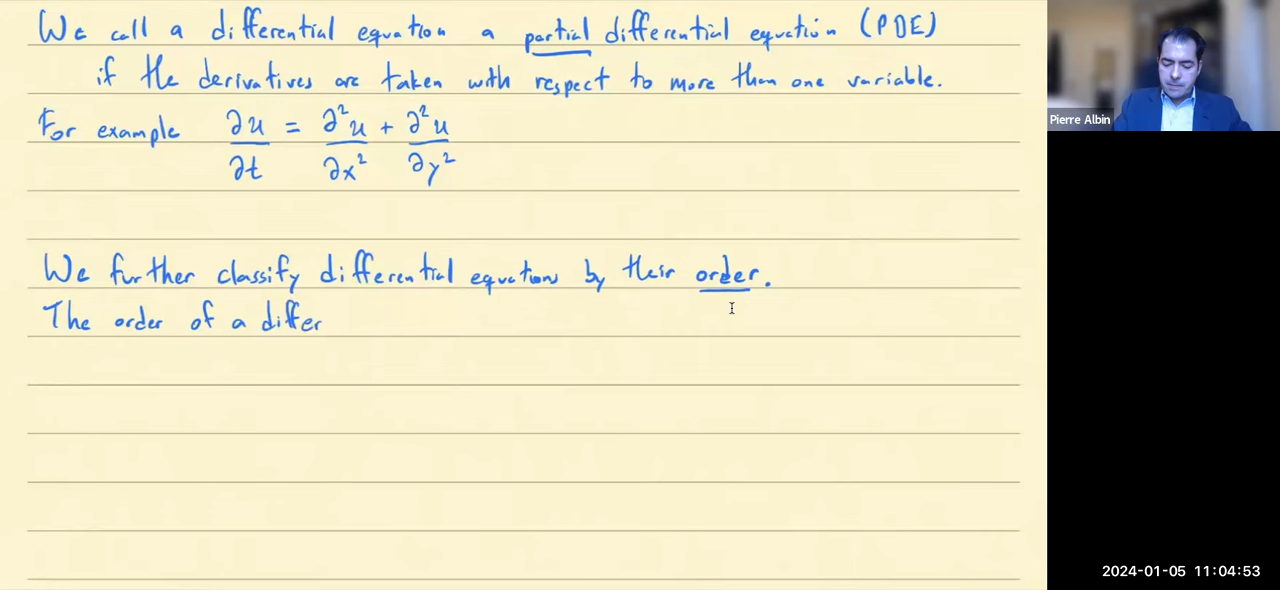 We call a differential equation a partial differential equation (PDE)
if the derivatives are taken with respect to more than one variable.
For example ∂u/∂t = ∂²u/∂x² + ∂²u/∂y²
We further classify differential equation by their order.
The order of a differ
Pierre Albin
2024-01-05 11:04:53